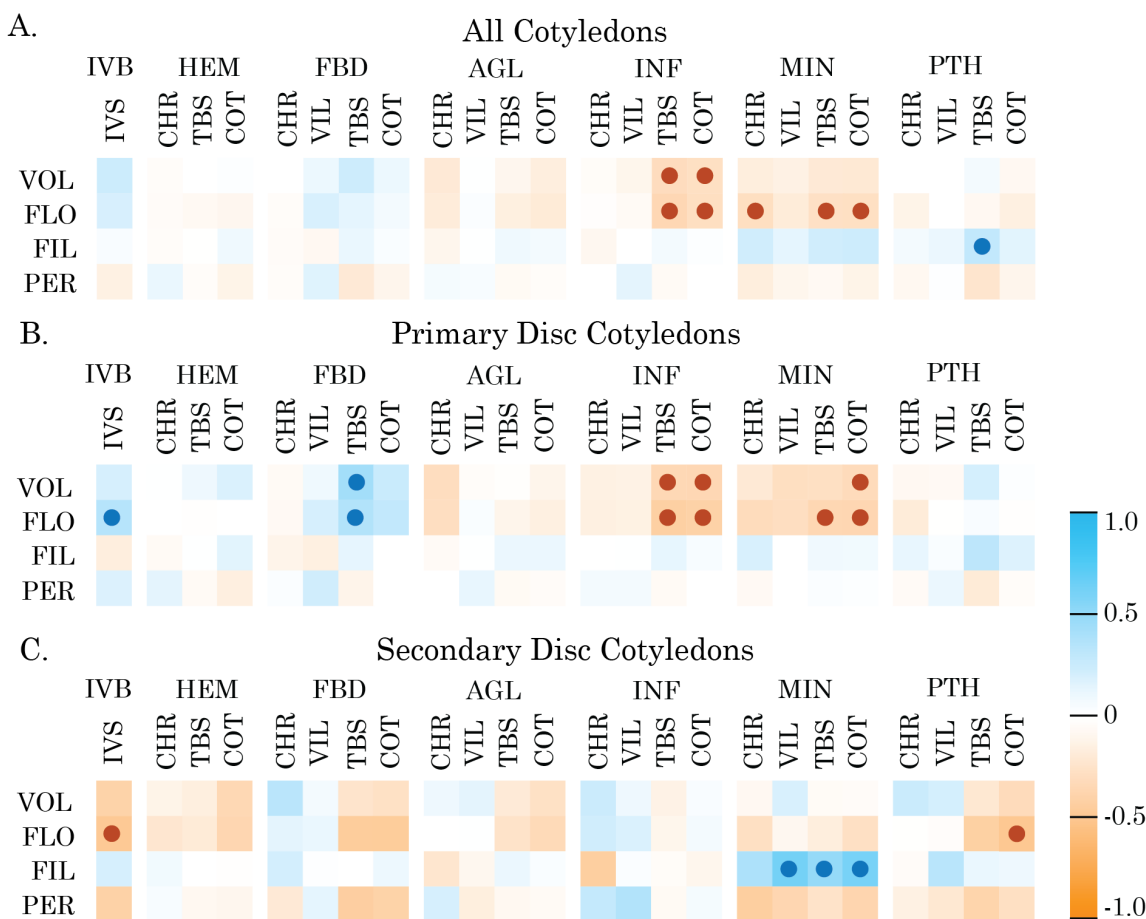 A.
All Cotyledons
IVB HEM FBD AGL INF MIN PTH
IVS CHR TBS COT CHR VIL TBS COT CHR VIL TBS COT CHR VIL TBS COT CHR VIL TBS COT CHR VIL TBS COT
VOL
FLO
FIL
PER
B.
Primary Disc Cotyledons
IVB HEM FBD AGL INF MIN PTH
IVS CHR TBS COT CHR VIL TBS COT CHR VIL TBS COT CHR VIL TBS COT CHR VIL TBS COT CHR VIL TBS COT
VOL
FLO
FIL
PER
C.
Secondary Disc Cotyledons
IVB HEM FBD AGL INF MIN PTH
IVS CHR TBS COT CHR VIL TBS COT CHR VIL TBS COT CHR VIL TBS COT CHR VIL TBS COT CHR VIL TBS COT
VOL
FLO
FIL
PER
1.0
0.5
0
-0.5
-1.0